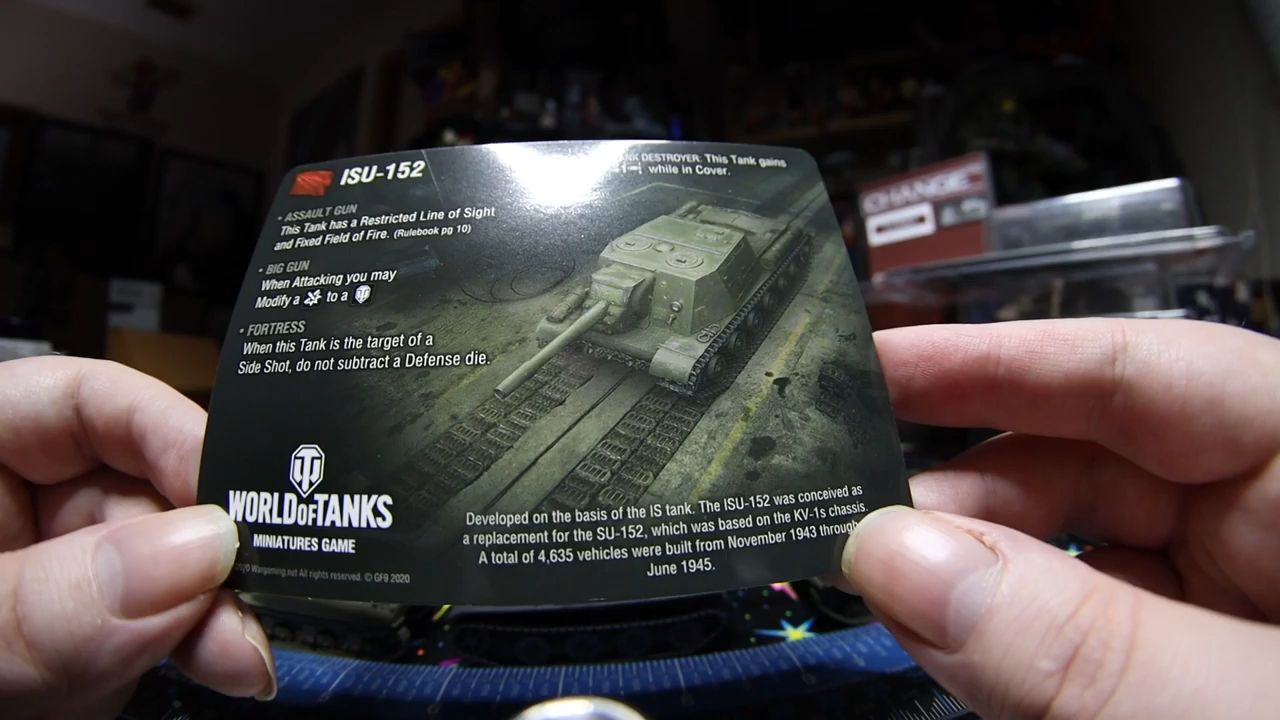 ISU-152
• ASSAULT GUN
This Tank has a Restricted Line of Sight
and Fixed Field of Fire. (Rulebook pg 10)
• BIG GUN
When Attacking you may
Modify a to a
• FORTRESS
When this Tank is the target of a
Side Shot, do not subtract a Defense die.
DESTROYER: This Tank gains
while in Cover.
WORLD OF TANKS
MINIATURES GAME
Wargaming.net All rights reserved. © GF9 2020
Developed on the basis of the IS tank. The ISU-152 was conceived as
a replacement for the SU-152, which was based on the KV-1s chassis.
A total of 4,635 vehicles were built from November 1943 through
June 1945.
CHANGE